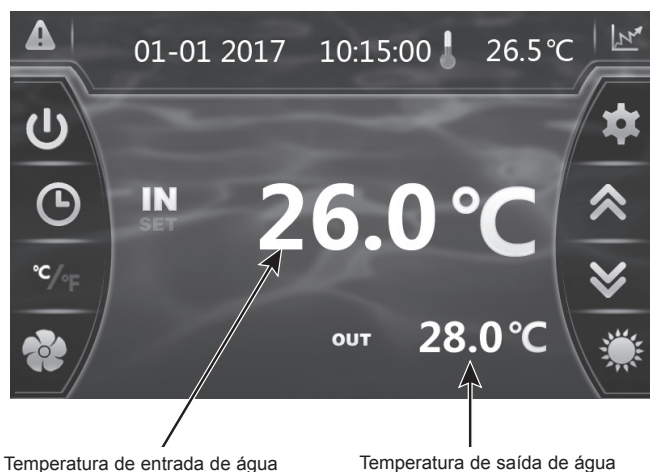 01-01 2017 10:15:00 26.5°C
IN 26.0°C
SET
°C/°F
OUT 28.0°C
Temperatura de entrada de água Temperatura de saída de água